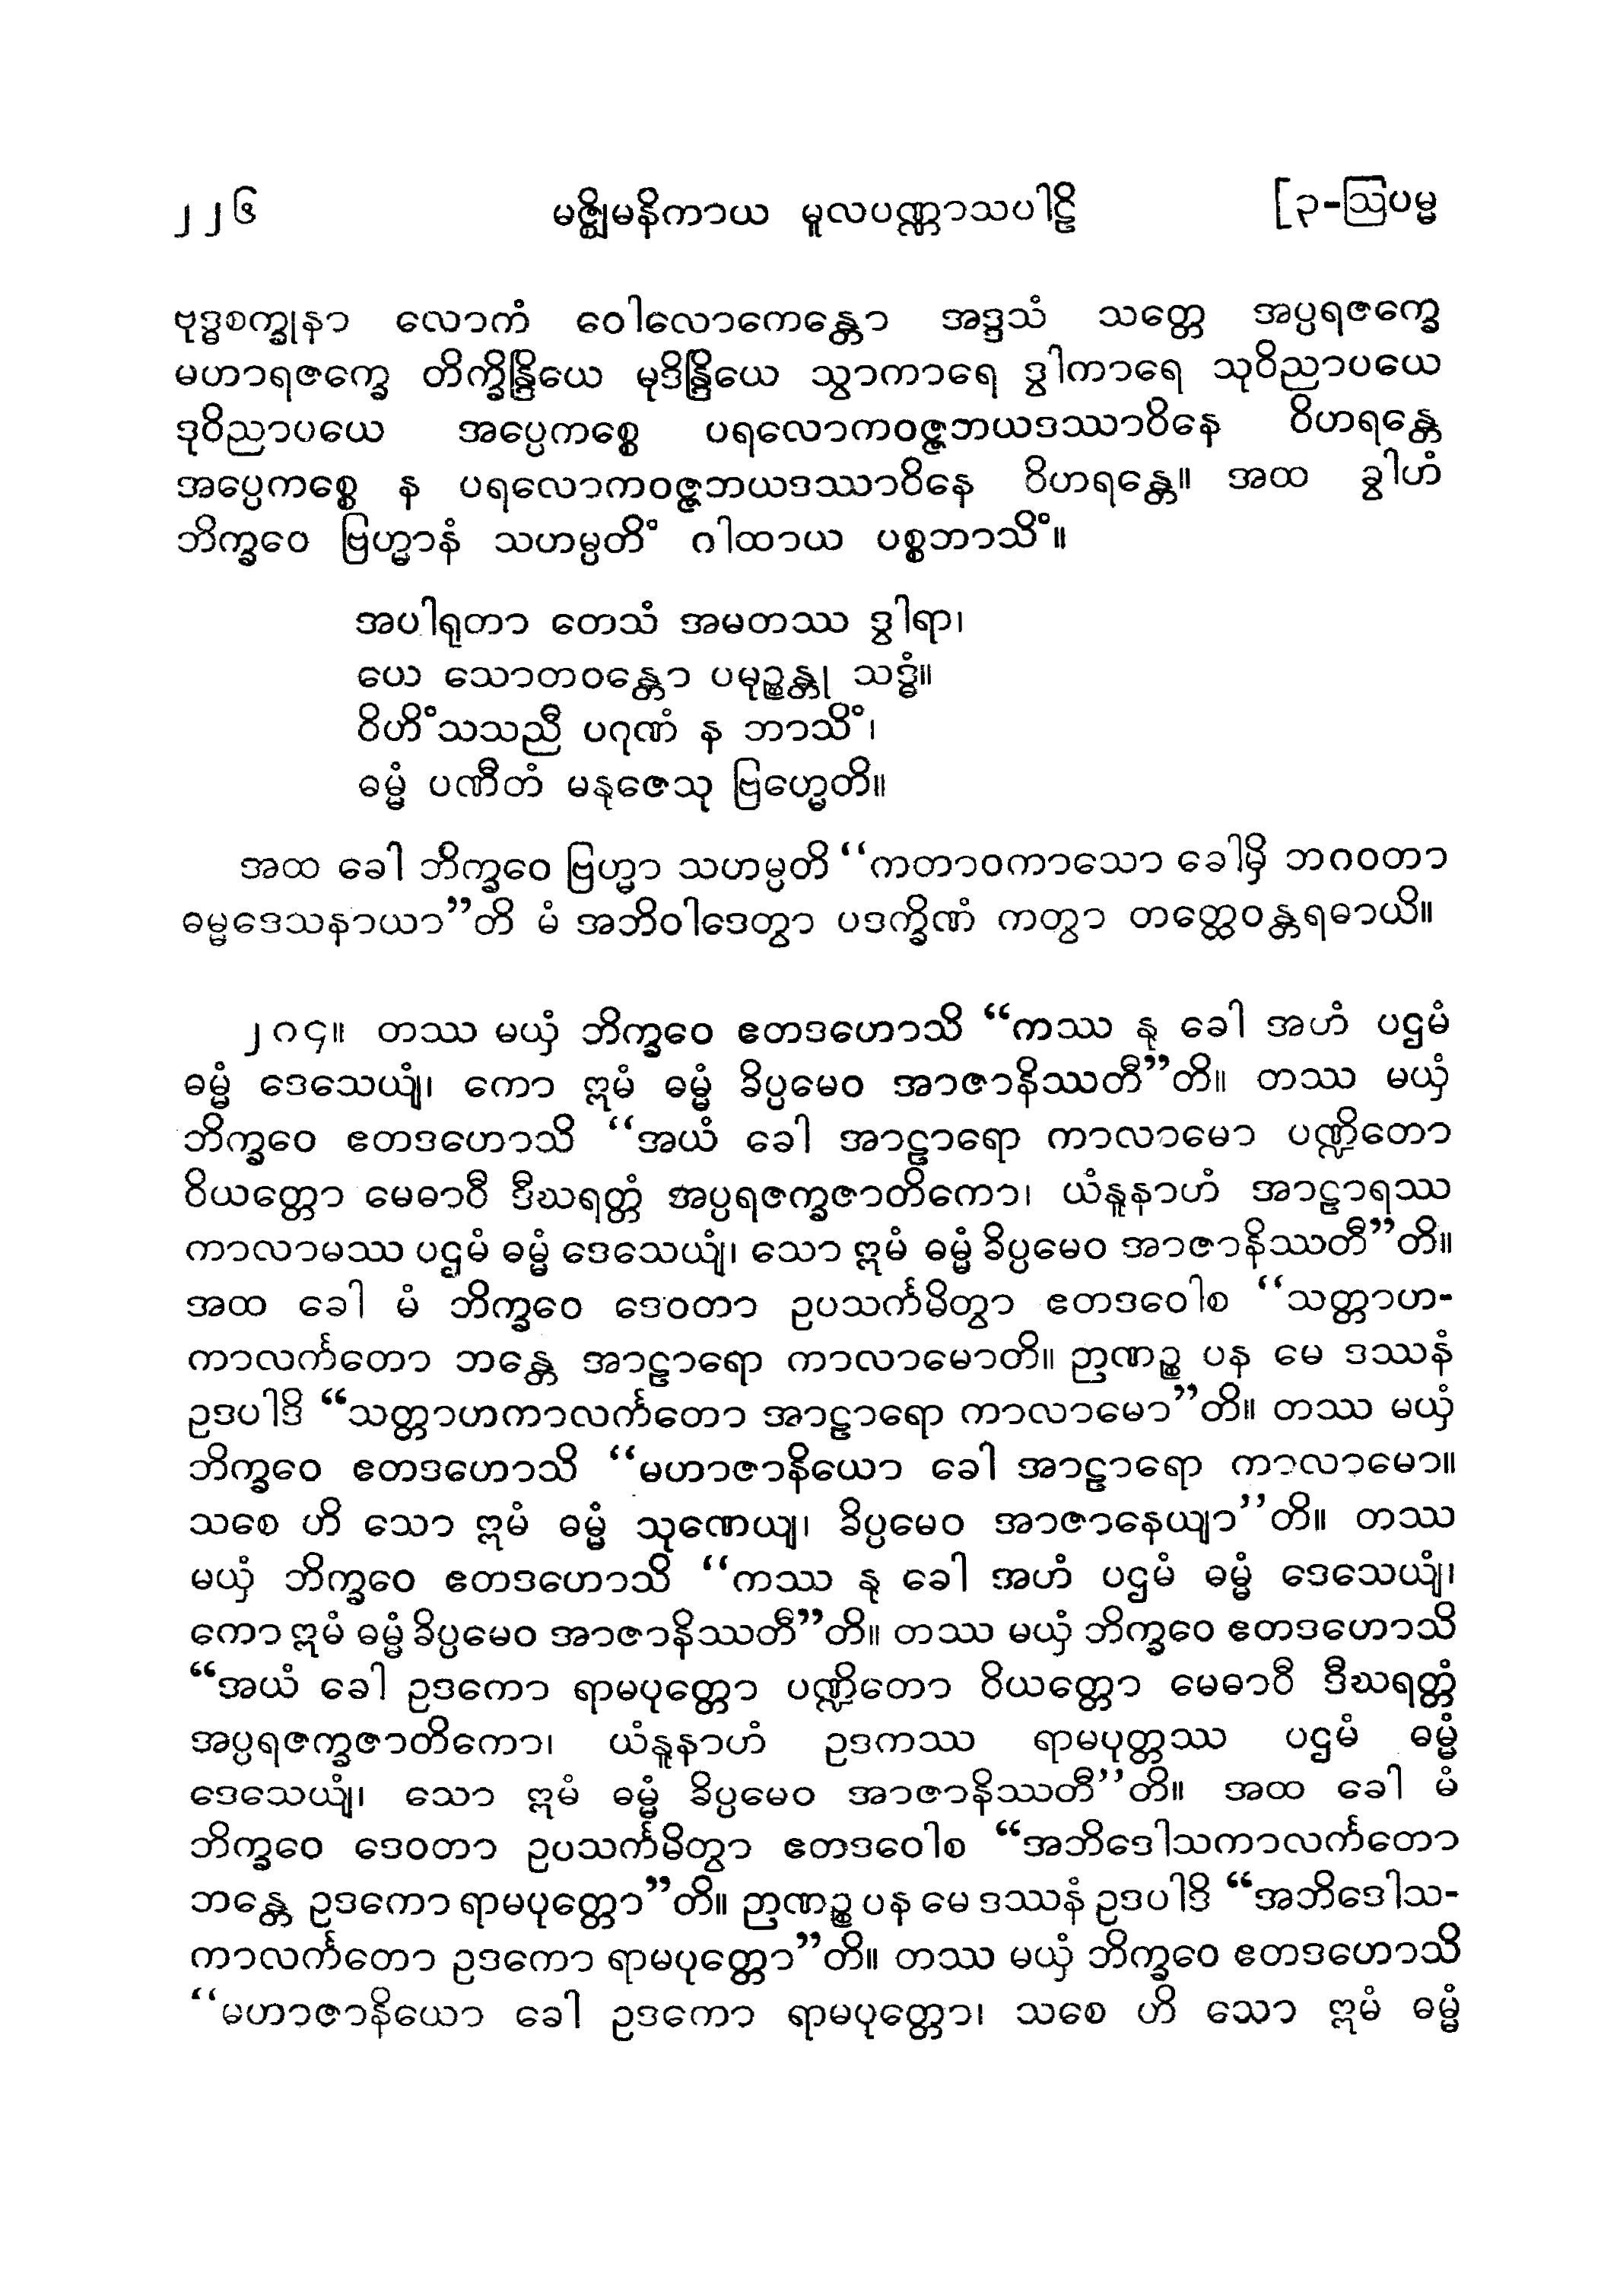 ၂၂၆ မဇ္ဈိမနိကာယ မူလပဏ္ဏာသပါဠိ [၃-ဩပမ္မ
ဗုဒ္ဓစက္ခုနာ လောကံ ဝေါလောကေန္တော အဒ္ဒသံ သတ္တေ အပ္ပရဇက္ခေ
မဟာရဇက္ခေ တိက္ခိန္ဒြိယေ မုဒိန္ဒြိယေ သွာကာရေ ဒွါကာရေ သုဝိညာပယေ
ဒုဝိညာပယေ အပ္ပေကစ္စေ ပရလောကဝဇ္ဇဘယဒဿာဝိနေ ဝိဟရန္တေ
အပ္ပေကစ္စေ န ပရလောကဝဇ္ဇဘယဒဿာဝိနေ ဝိဟရန္တေ။ အထ ခွါဟံ
ဘိက္ခဝေ ဗြဟ္မာနံ သဟမ္ပတိံ ဂါထာယ ပစ္စဘာသိံ။
အပါရုတာ တေသံ အမတဿ ဒွါရာ၊
ယေ သောတဝန္တော ပမုဉ္စန္တု သဒ္ဓံ။
ဝိဟိံသသညီ ပဂုဏံ န ဘာသိံ၊
ဓမ္မံ ပဏီတံ မနုဇေသု ဗြဟ္မေတိ။
အထ ခေါ ဘိက္ခဝေ ဗြဟ္မာ သဟမ္ပတိ “ကတာဝကာသော ခေါမှိ ဘဂဝတာ
ဓမ္မဒေသနာယာ”တိ မံ အဘိဝါဒေတွာ ပဒက္ခိဏံ ကတွာ တတ္ထေဝန္တရဓာယိ။
၂၈၄။ တဿ မယှံ ဘိက္ခဝေ ဧတဒဟောသိ “ကဿ နု ခေါ အဟံ ပဌမံ
ဓမ္မံ ဒေသေယျံ၊ ကော ဣမံ ဓမ္မံ ခိပ္ပမေဝ အာဇာနိဿတီ”တိ။ တဿ မယှံ
ဘိက္ခဝေ ဧတဒဟောသိ “အယံ ခေါ အာဠာရော ကာလာမော ပဏ္ဍိတော
ဝိယတ္တော မေဓာဝီ ဒီဃရတ္တံ အပ္ပရဇက္ခဇာတိကော၊ ယံနူနာဟံ အာဠာရဿ
ကာလာမဿ ပဌမံ ဓမ္မံ ဒေသေယျံ၊ သော ဣမံ ဓမ္မံ ခိပ္ပမေဝ အာဇာနိဿတီ”တိ။
အထ ခေါ မံ ဘိက္ခဝေ ဒေဝတာ ဥပသင်္ကမိတွာ ဧတဒဝေါစ “သတ္တာဟ-
ကာလင်္ကတော ဘန္တေ အာဠာရော ကာလာမောတိ။ ဉာဏဉ္စ ပန မေ ဒဿနံ
ဥဒပါဒိ “သတ္တာဟကာလင်္ကတော အာဠာရော ကာလာမော”တိ။ တဿ မယှံ
ဘိက္ခဝေ ဧတဒဟောသိ “မဟာဇာနိယော ခေါ အာဠာရော ကာလာမော။
သစေ ဟိ သော ဣမံ ဓမ္မံ သုဏေယျ၊ ခိပ္ပမေဝ အာဇာနေယျာ”တိ။ တဿ
မယှံ ဘိက္ခဝေ ဧတဒဟောသိ “ကဿ နု ခေါ အဟံ ပဌမံ ဓမ္မံ ဒေသေယျံ၊
ကော ဣမံ ဓမ္မံ ခိပ္ပမေဝ အာဇာနိဿတီ”တိ။ တဿ မယှံ ဘိက္ခဝေ ဧတဒဟောသိ
“အယံ ခေါ ဥဒကော ရာမပုတ္တော ပဏ္ဍိတော ဝိယတ္တော မေဓာဝီ ဒီဃရတ္တံ
အပ္ပရဇက္ခဇာတိကော၊ ယံနူနာဟံ ဥဒကဿ ရာမပုတ္တဿ ပဌမံ ဓမ္မံ
ဒေသေယျံ၊ သော ဣမံ ဓမ္မံ ခိပ္ပမေဝ အာဇာနိဿတီ”တိ။ အထ ခေါ မံ
ဘိက္ခဝေ ဒေဝတာ ဥပသင်္ကမိတွာ ဧတဒဝေါစ “အဘိဒေါသကာလင်္ကတော
ဘန္တေ ဥဒကော ရာမပုတ္တော”တိ။ ဉာဏဉ္စ ပန မေ ဒဿနံ ဥဒပါဒိ “အဘိဒေါသ-
ကာလင်္ကတော ဥဒကော ရာမပုတ္တော”တိ။ တဿ မယှံ ဘိက္ခဝေ ဧတဒဟောသိ
“မဟာဇာနိယော ခေါ ဥဒကော ရာမပုတ္တော၊ သစေ ဟိ သော ဣမံ ဓမ္မံ